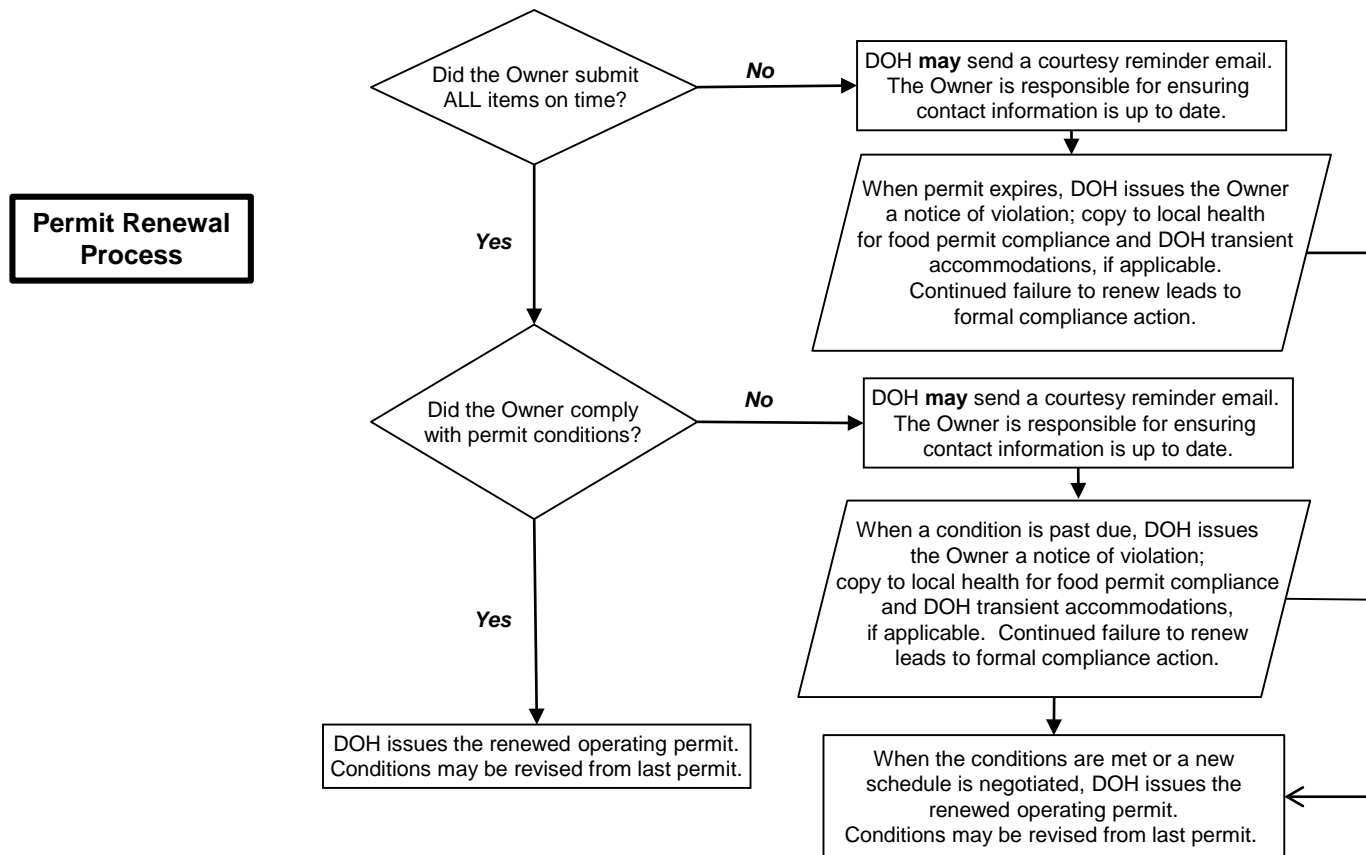 Permit Renewal
Process
Did the Owner submit
ALL items on time?
No
DOH may send a courtesy reminder email.
The Owner is responsible for ensuring
contact information is up to date.
When permit expires, DOH issues the Owner
a notice of violation; copy to local health
for food permit compliance and DOH transient
accommodations, if applicable.
Continued failure to renew leads to
formal compliance action.
Yes
Did the Owner comply
with permit conditions?
No
DOH may send a courtesy reminder email.
The Owner is responsible for ensuring
contact information is up to date.
When a condition is past due, DOH issues
the Owner a notice of violation;
copy to local health for food permit compliance
and DOH transient accommodations,
if applicable.  Continued failure to renew
leads to formal compliance action.
Yes
DOH issues the renewed operating permit.
Conditions may be revised from last permit.
When the conditions are met or a new
schedule is negotiated, DOH issues the
renewed operating permit.
Conditions may be revised from last permit.